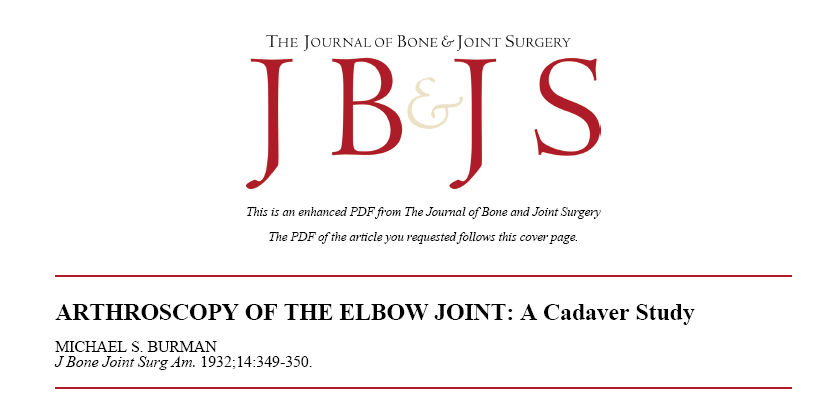 THE JOURNAL OF BONE & JOINT SURGERY
J B & J S
This is an enhanced PDF from The Journal of Bone and Joint Surgery
The PDF of the article you requested follows this cover page.
ARTHROSCOPY OF THE ELBOW JOINT: A Cadaver Study
MICHAEL S. BURMAN
J Bone Joint Surg Am. 1932;14:349-350.